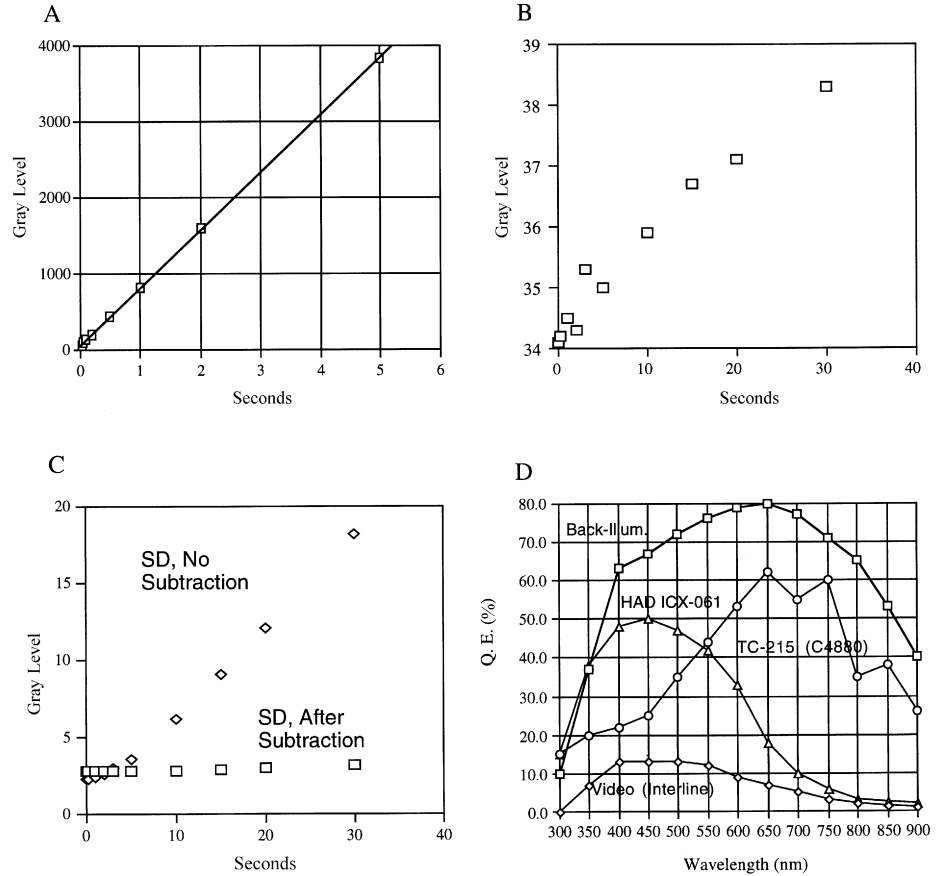 A
4000
3000
2000
1000
0
Gray Level
0 1 2 3 4 5 6
Seconds
B
39
38
37
36
35
34
Gray Level
0 10 20 30 40
Seconds
C
20
15
10
5
0
Gray Level
SD, No
Subtraction
SD, After
Subtraction
0 10 20 30 40
Seconds
D
80.0
70.0
60.0
50.0
40.0
30.0
20.0
10.0
0.0
Q. E. (%)
Back-Illum.
HAD ICX-061
TC-215 (C4880)
Video (Interline)
300 350 400 450 500 550 600 650 700 750 800 850 900
Wavelength (nm)